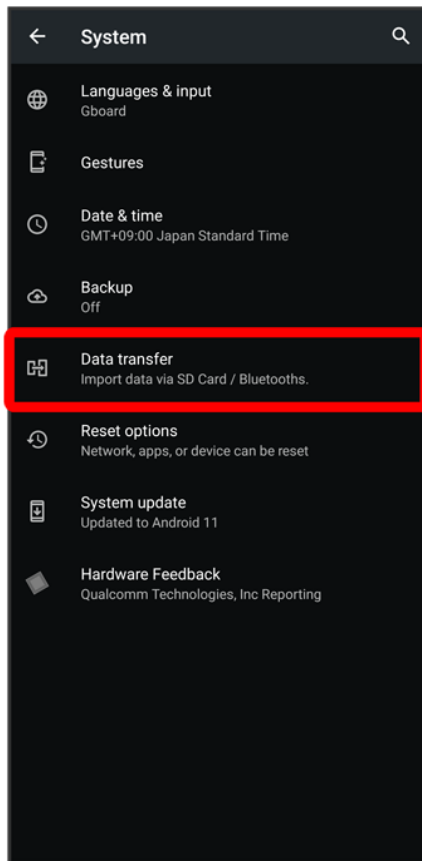 System
Languages & input
Gboard
Gestures
Date & time
GMT+09:00 Japan Standard Time
Backup
Off
Data transfer
Import data via SD Card / Bluetooths.
Reset options
Network, apps, or device can be reset
System update
Updated to Android 11
Hardware Feedback
Qualcomm Technologies, Inc Reporting